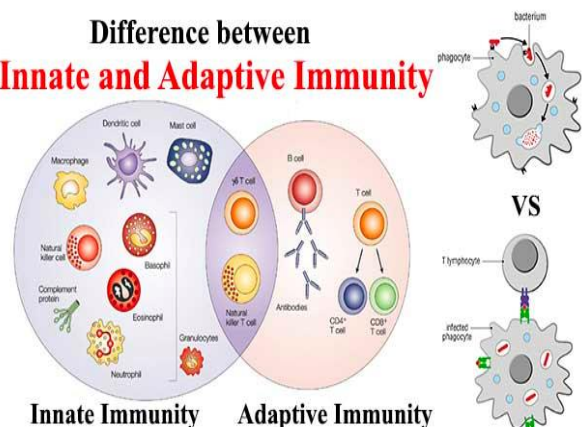 Difference between
Innate and Adaptive Immunity
Dendritic cell
Mast cell
Macrophage
γδ T cell
B cell
T cell
Natural
killer cell
Basophil
Complement
protein
Eosinophil
Natural
killer T cell
Antibodies
CD4+
T cell
CD8+
T cell
Granulocytes
Neutrophil
Innate Immunity
Adaptive Immunity
bacterium
phagocyte
VS
T lymphocyte
infected
phagocyte